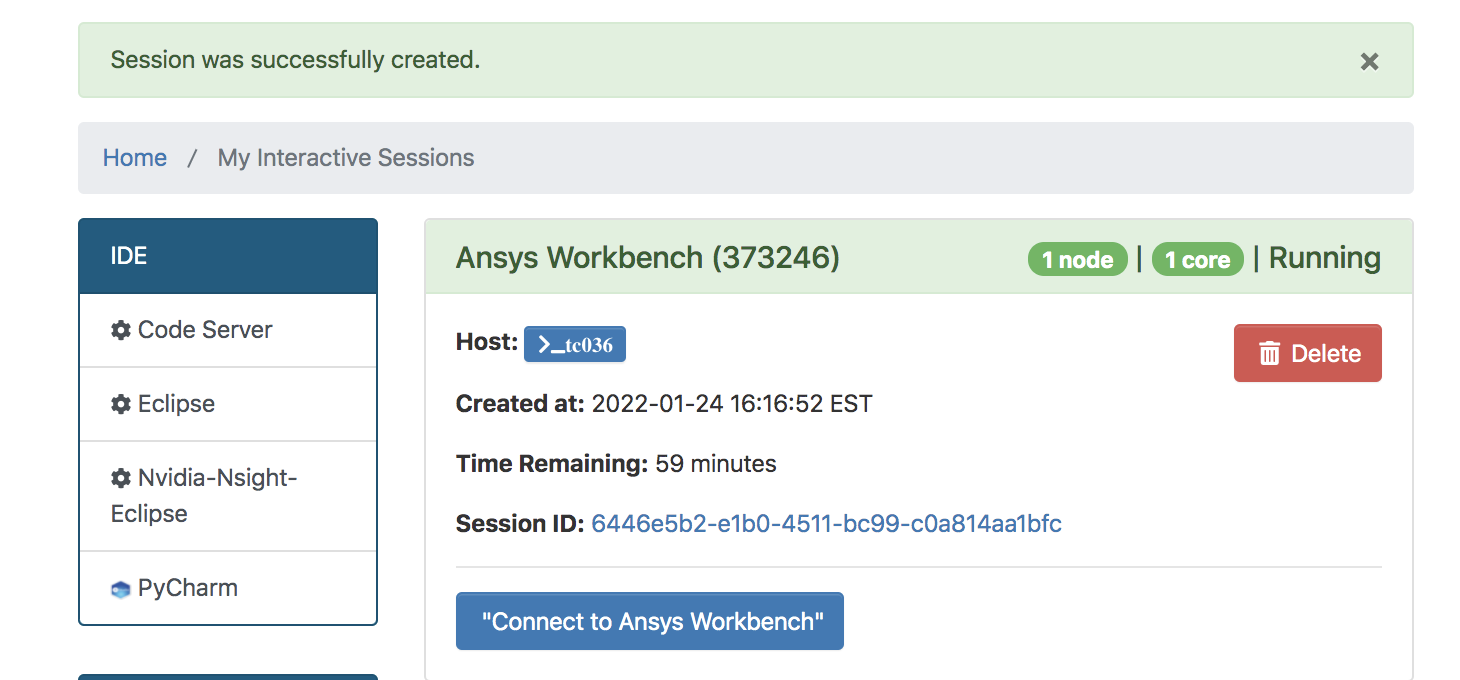 Session was successfully created.
×
Home / My Interactive Sessions
IDE
Code Server
Eclipse
Nvidia-Nsight-
Eclipse
PyCharm
Ansys Workbench (373246) 1 node | 1 core | Running
Host: >_tc036
Delete
Created at: 2022-01-24 16:16:52 EST
Time Remaining: 59 minutes
Session ID: 6446e5b2-e1b0-4511-bc99-c0a814aa1bfc
"Connect to Ansys Workbench"